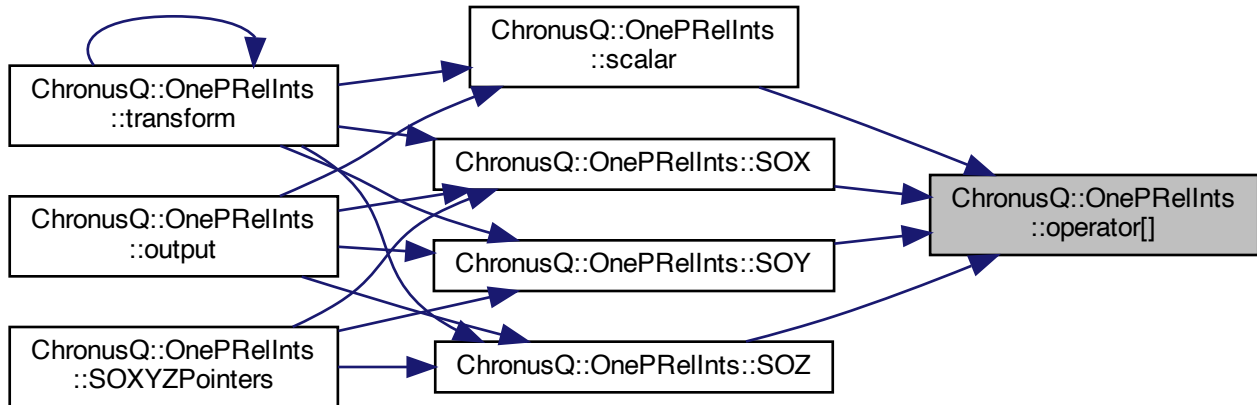 ChronusQ::OnePRelInts
::transform
ChronusQ::OnePRelInts
::output
ChronusQ::OnePRelInts
::SOXYZPointers
ChronusQ::OnePRelInts
::scalar
ChronusQ::OnePRelInts::SOX
ChronusQ::OnePRelInts::SOY
ChronusQ::OnePRelInts::SOZ
ChronusQ::OnePRelInts
::operator[]